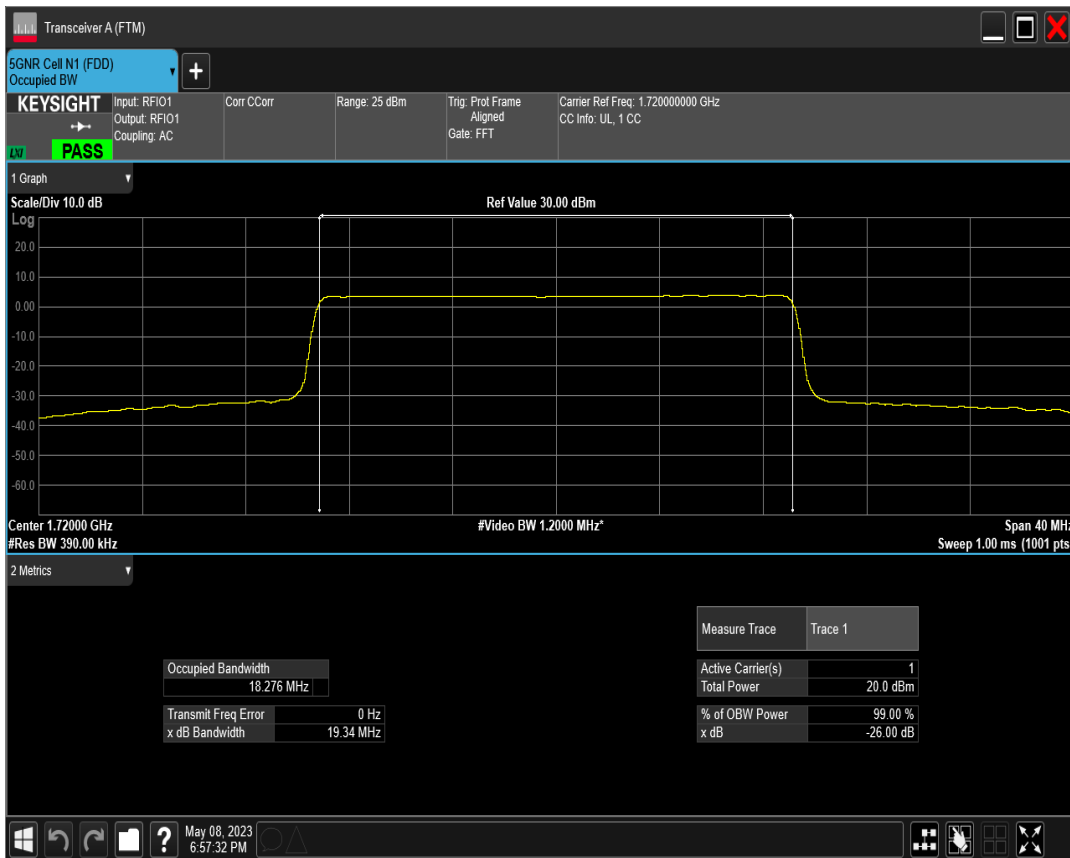 Transceiver A (FTM)
5GNR Cell N1 (FDD)
Occupied BW
+
KEYSIGHT
LXI
PASS
Input: RFIO1
Output: RFIO1
Coupling: AC
Corr CCorr
Range: 25 dBm
Trig: Prot Frame
Aligned
Gate: FFT
Carrier Ref Freq: 1.720000000 GHz
CC Info: UL, 1 CC
1 Graph
Scale/Div 10.0 dB
Ref Value 30.00 dBm
Log
20.0
10.0
0.00
-10.0
-20.0
-30.0
-40.0
-50.0
-60.0
Center 1.72000 GHz
#Video BW 1.2000 MHz*
Span 40 MHz
#Res BW 390.00 kHz
Sweep 1.00 ms (1001 pts
2 Metrics
Measure Trace Trace 1
Occupied Bandwidth
18.276 MHz
Active Carrier(s) 1
Total Power 20.0 dBm
Transmit Freq Error 0 Hz
x dB Bandwidth 19.34 MHz
% of OBW Power 99.00 %
x dB -26.00 dB
?
May 08, 2023
6:57:32 PM